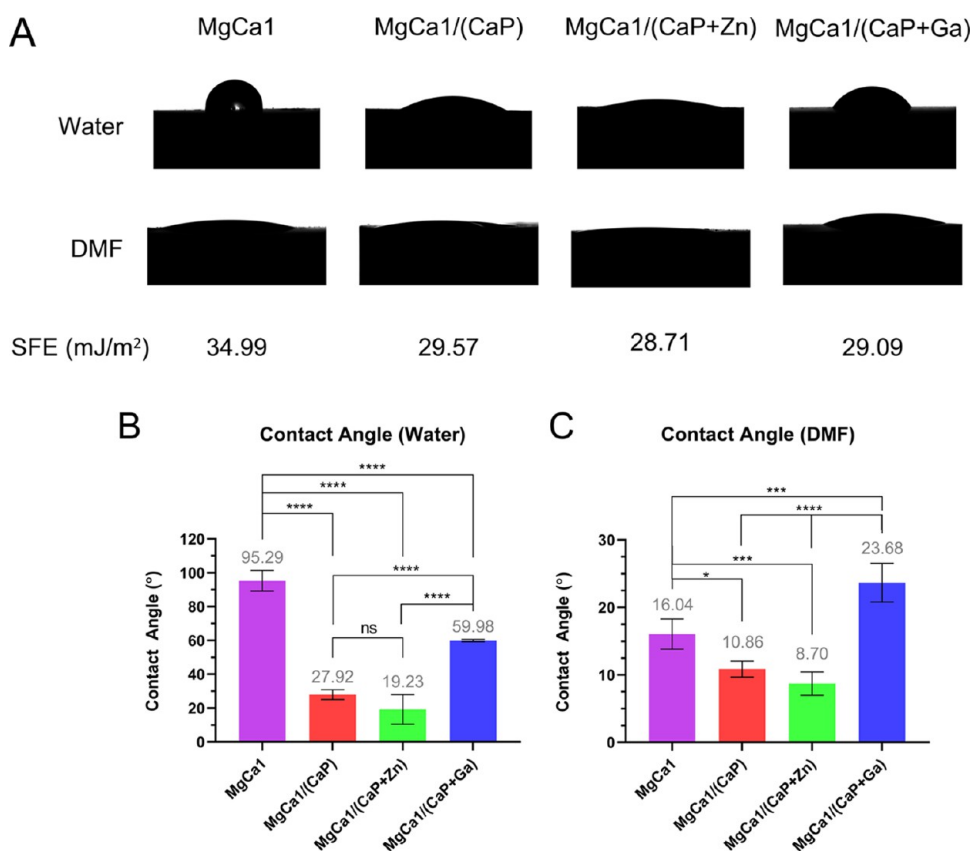 A
MgCa1 MgCa1/(CaP) MgCa1/(CaP+Zn) MgCa1/(CaP+Ga)
Water
DMF
SFE (mJ/m²) 34.99 29.57 28.71 29.09
B
Contact Angle (Water)
****
****
****
****
****
ns
Contact Angle (°)
120
100
80
60
40
20
0
95.29
27.92
19.23
59.98
MgCa1
MgCa1/(CaP)
MgCa1/(CaP+Zn)
MgCa1/(CaP+Ga)
C
Contact Angle (DMF)
***
****
***
*
Contact Angle (°)
30
20
10
0
16.04
10.86
8.70
23.68
MgCa1
MgCa1/(CaP)
MgCa1/(CaP+Zn)
MgCa1/(CaP+Ga)